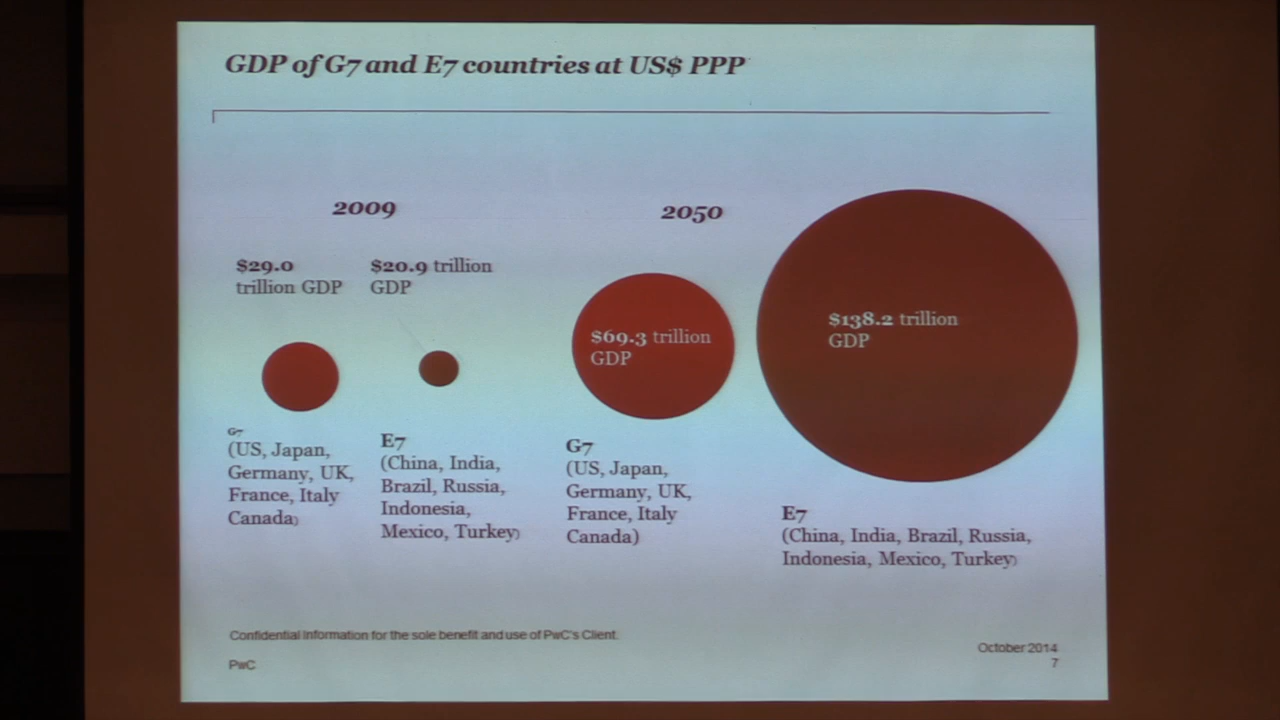 GDP of G7 and E7 countries at US$ PPP
2009
$29.0
trillion GDP
$20.9 trillion
GDP
G7
(US, Japan,
Germany, UK,
France, Italy
Canada)
E7
(China, India,
Brazil, Russia,
Indonesia,
Mexico, Turkey)
2050
$69.3 trillion
GDP
$138.2 trillion
GDP
G7
(US, Japan,
Germany, UK,
France, Italy
Canada)
E7
(China, India, Brazil, Russia,
Indonesia, Mexico, Turkey)
Confidential information for the sole benefit and use of PwC's Client.
PwC
October 2014
7